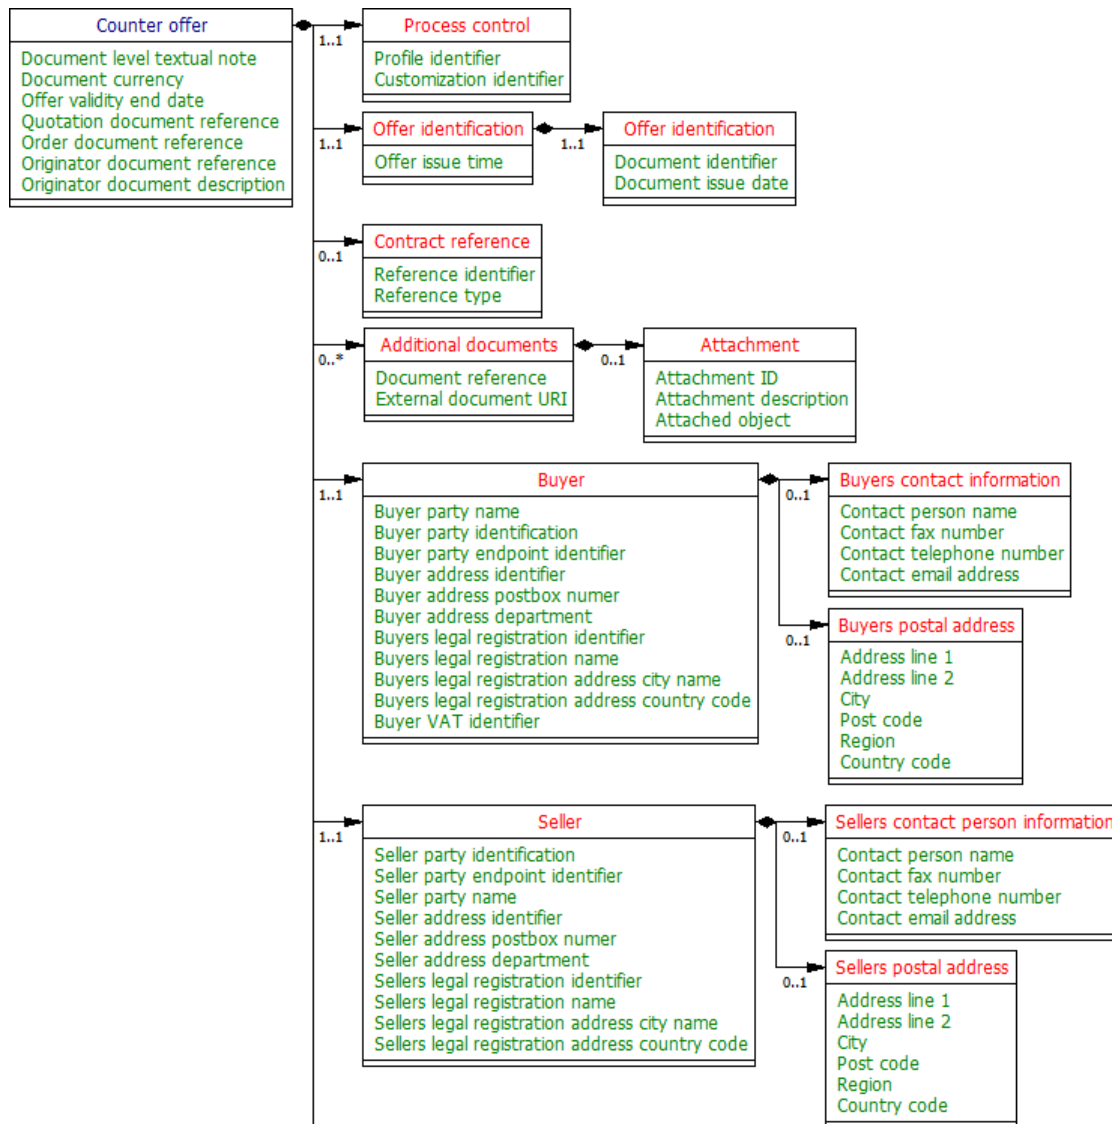 Counter offer
Document level textual note
Document currency
Offer validity end date
Quotation document reference
Order document reference
Originator document reference
Originator document description
1..1
Process control
Profile identifier
Customization identifier
1..1
Offer identification
Offer issue time
1..1
Offer identification
Document identifier
Document issue date
0..1
Contract reference
Reference identifier
Reference type
0..*
Additional documents
Document reference
External document URI
0..1
Attachment
Attachment ID
Attachment description
Attached object
1..1
Buyer
Buyer party name
Buyer party identification
Buyer party endpoint identifier
Buyer address identifier
Buyer address postbox numer
Buyer address department
Buyers legal registration identifier
Buyers legal registration name
Buyers legal registration address city name
Buyers legal registration address country code
Buyer VAT identifier
0..1
Buyers contact information
Contact person name
Contact fax number
Contact telephone number
Contact email address
0..1
Buyers postal address
Address line 1
Address line 2
City
Post code
Region
Country code
1..1
Seller
Seller party identification
Seller party endpoint identifier
Seller party name
Seller address identifier
Seller address postbox numer
Seller address department
Sellers legal registration identifier
Sellers legal registration name
Sellers legal registration address city name
Sellers legal registration address country code
0..1
Sellers contact person information
Contact person name
Contact fax number
Contact telephone number
Contact email address
0..1
Sellers postal address
Address line 1
Address line 2
City
Post code
Region
Country code